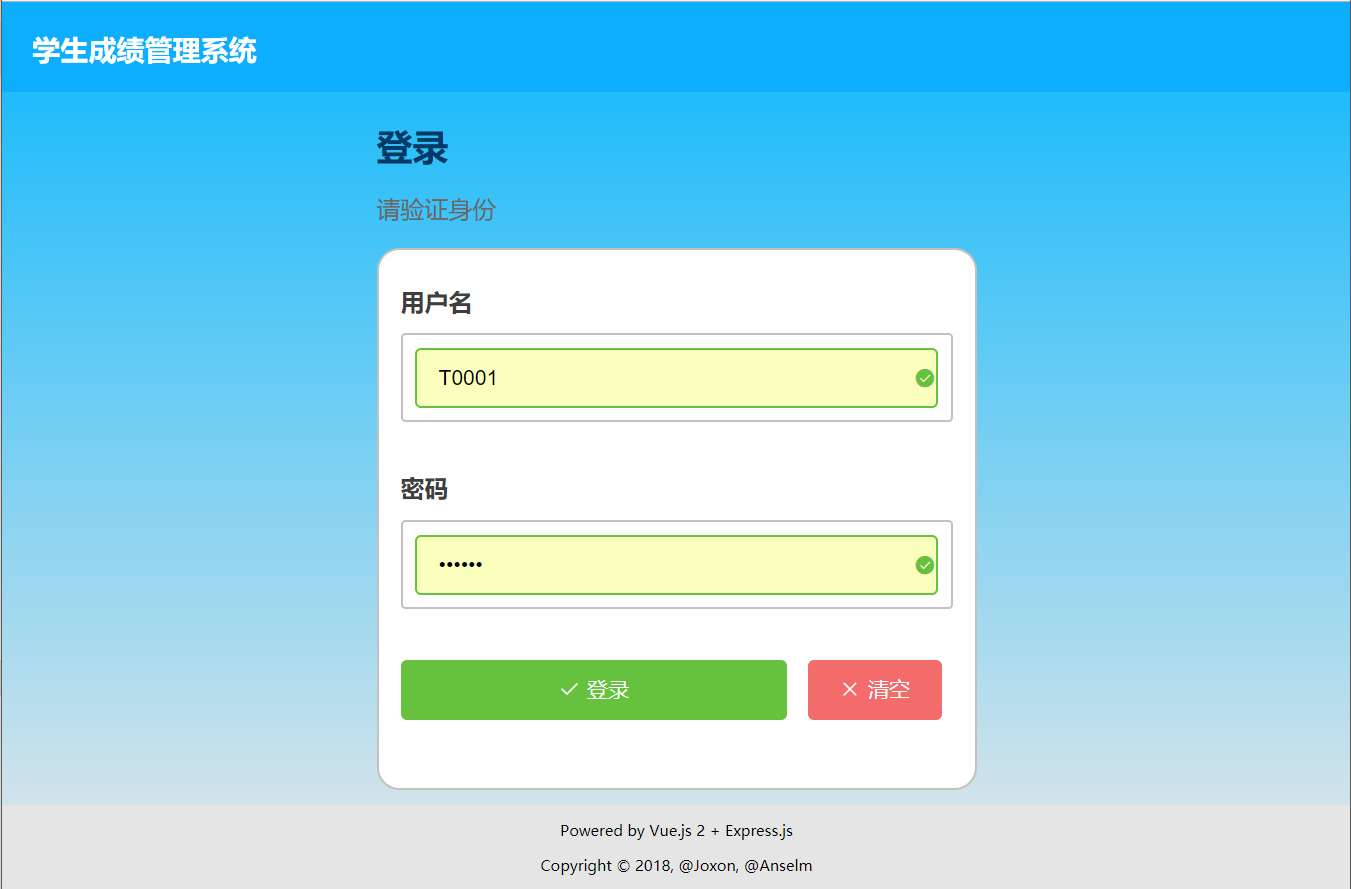 学生成绩管理系统
登录
请验证身份
用户名
T0001
密码
••••••
登录
清空
Powered by Vue.js 2 + Express.js
Copyright © 2018, @Joxon, @Anselm